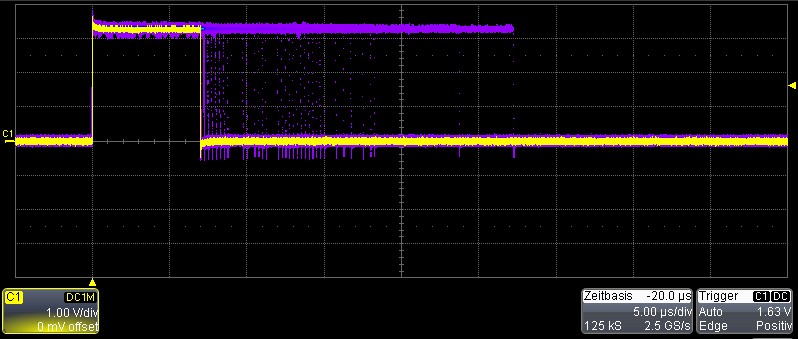 C1
C1 DC1M
1.00 V/div
0 mV offset
Zeitbasis -20.0 µs
5.00 µs/div
125 kS 2.5 GS/s
Trigger C1 DC
Auto 1.63 V
Edge Positiv